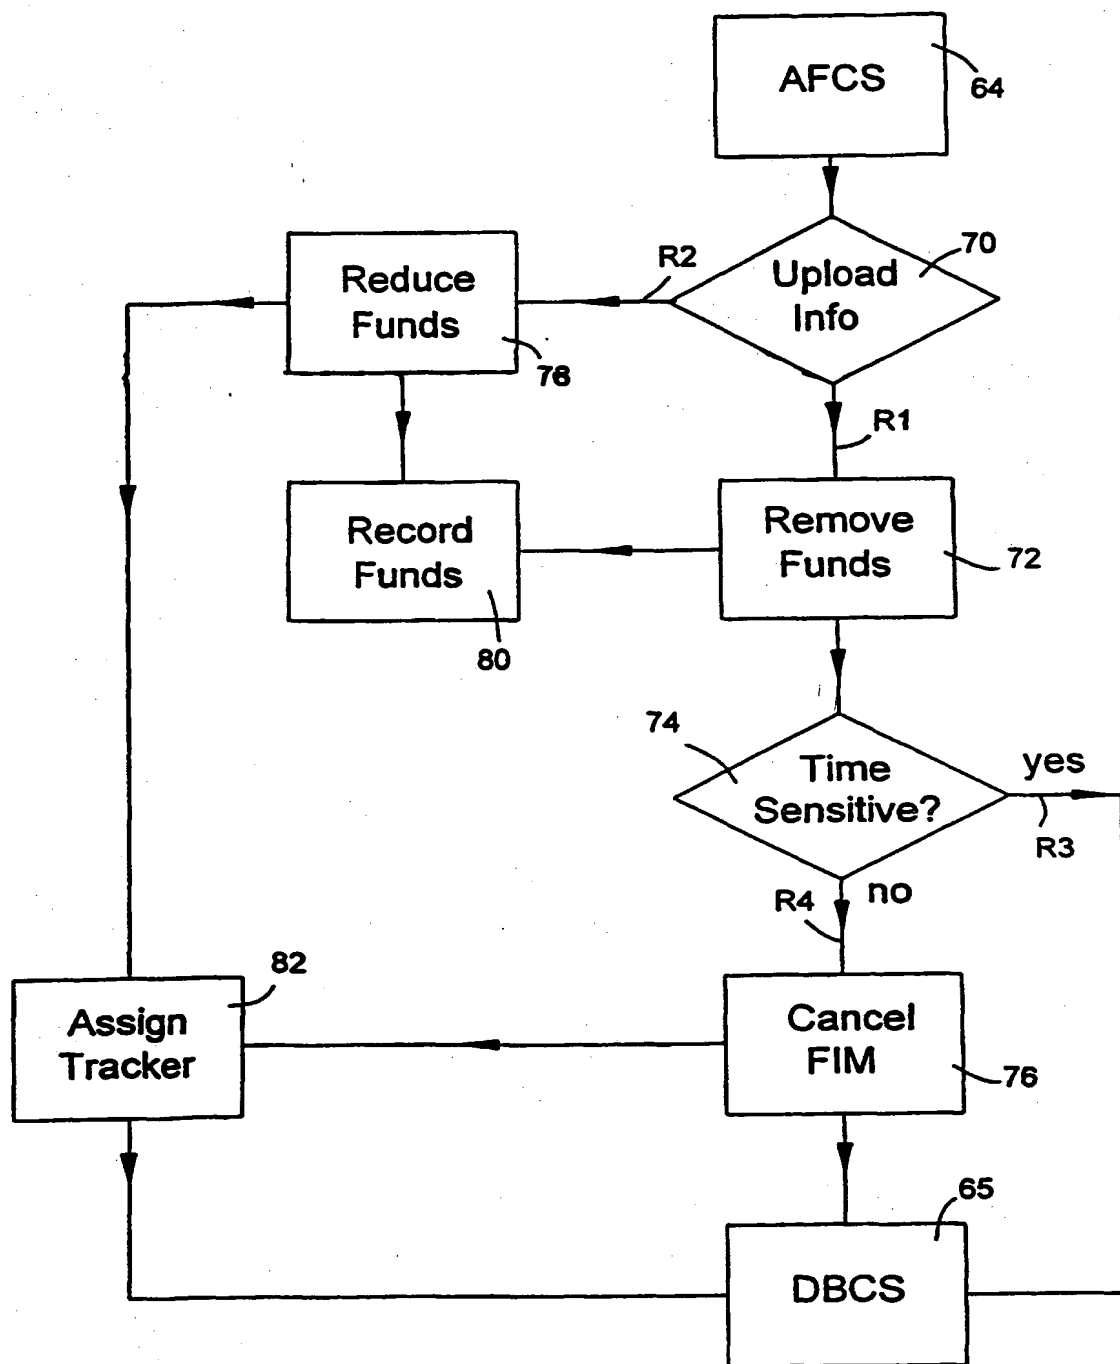 AFCS
64
Upload
Info
70
R2
Reduce
Funds
78
R1
Remove
Funds
72
Record
Funds
80
74
Time
Sensitive?
yes
R3
no
R4
82
Assign
Tracker
Cancel
FIM
76
65
DBCS